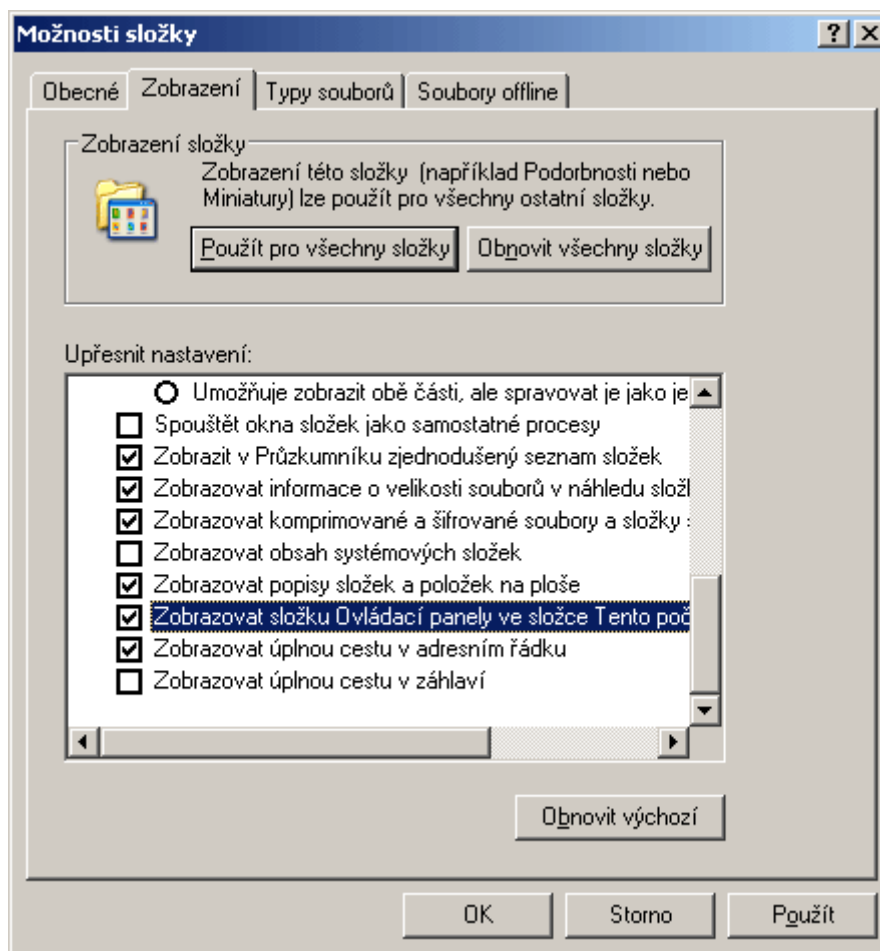 Možnosti složky
Obecné
Zobrazení
Typy souborů
Soubory offline
Zobrazení složky
Zobrazení této složky (například Podorbnosti nebo
Miniatury) lze použít pro všechny ostatní složky.
Použít pro všechny složky
Obnovit všechny složky
Upřesnit nastavení:
Umožňuje zobrazit obě části, ale spravovat je jako je
Spouštět okna složek jako samostatné procesy
Zobrazit v Průzkumníku zjednodušený seznam složek
Zobrazovat informace o velikosti souborů v náhledu slož
Zobrazovat komprimované a šifrované soubory a složky
Zobrazovat obsah systémových složek
Zobrazovat popisy složek a položek na ploše
Zobrazovat složku Ovládací panely ve složce Tento poč
Zobrazovat úplnou cestu v adresním řádku
Zobrazovat úplnou cestu v záhlaví
Obnovit výchozí
OK
Storno
Použít